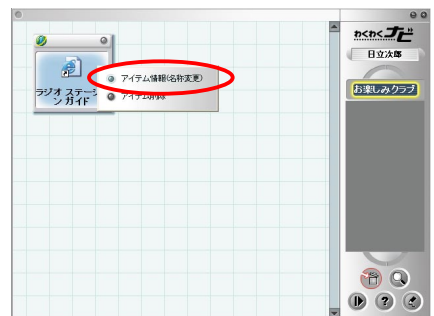 わくわくナビ
日立次郎
お楽しみクラブ
ラジオ ステーシ
ンガイド
アイテム情報(名称変更)
アイテム削除
?